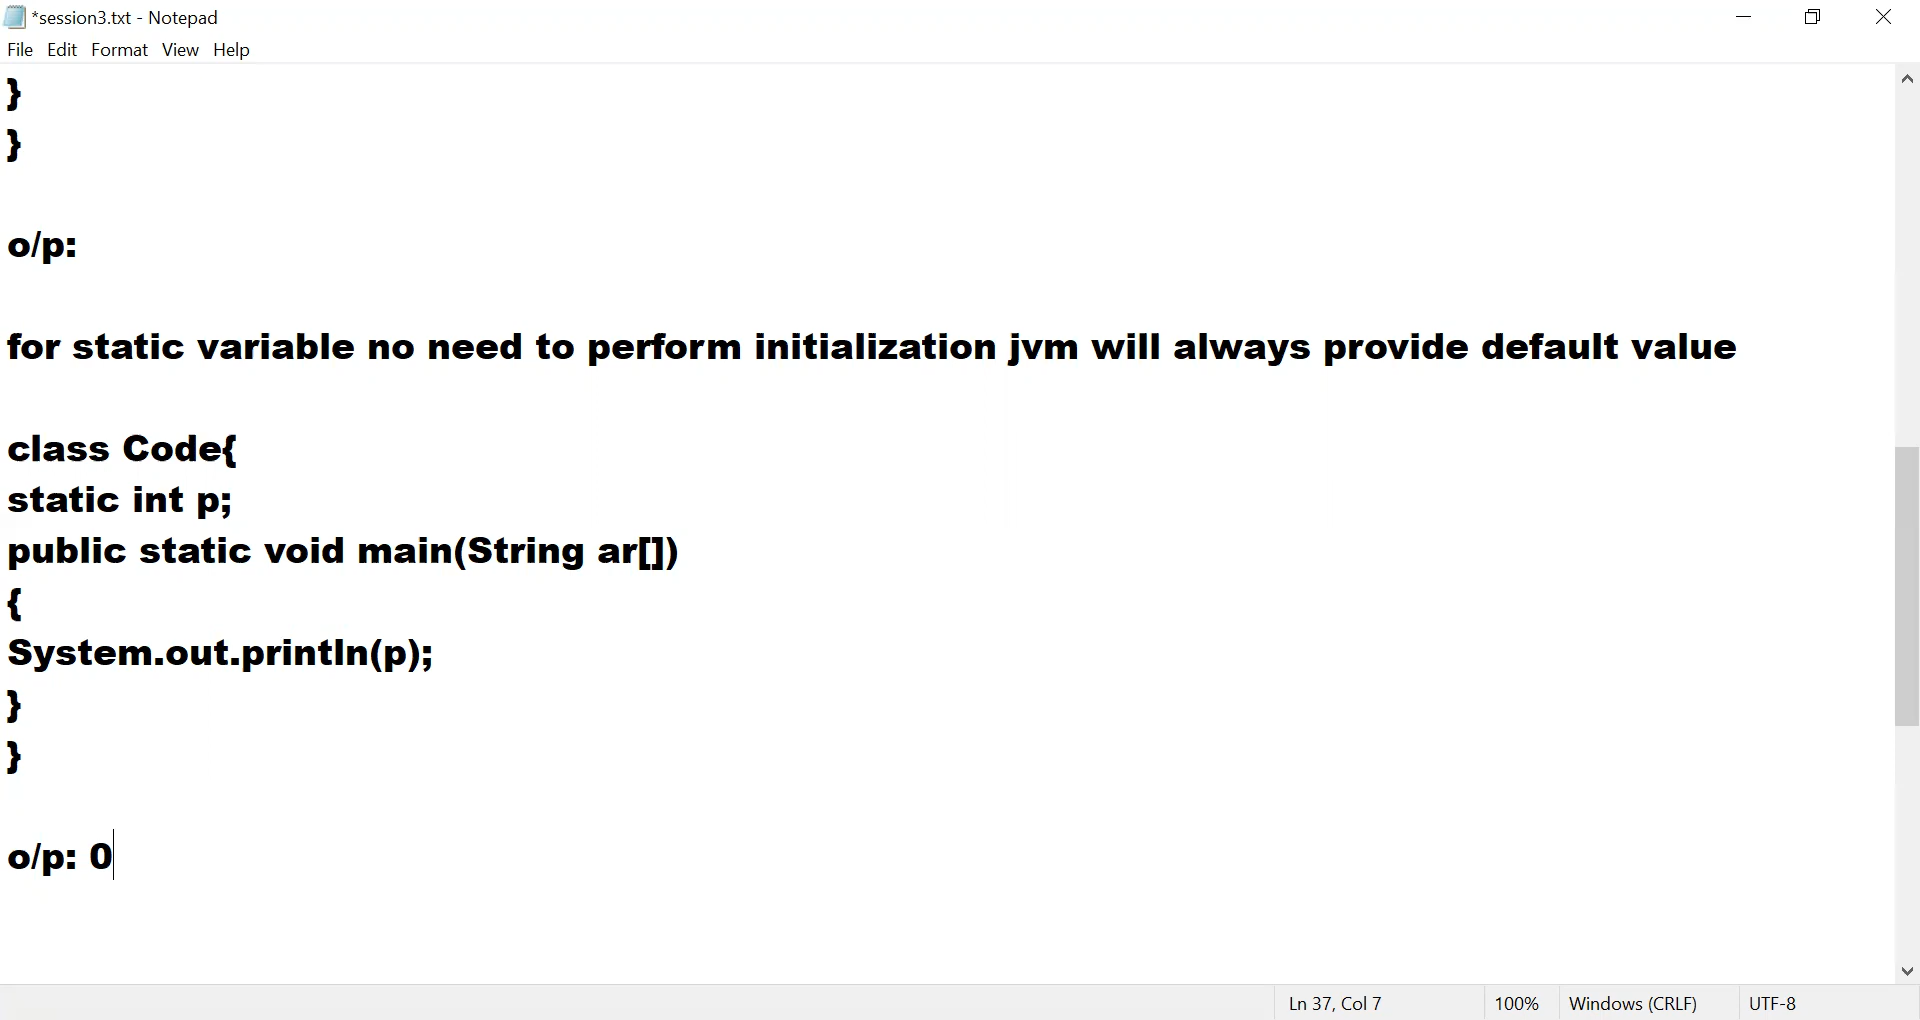 *session3.txt - Notepad
File Edit Format View Help
}
}
o/p:
for static variable no need to perform initialization jvm will always provide default value
class Code{
static int p;
public static void main(String ar[])
{
System.out.println(p);
}
}
o/p: 0
Ln 37, Col 7 100% Windows (CRLF) UTF-8